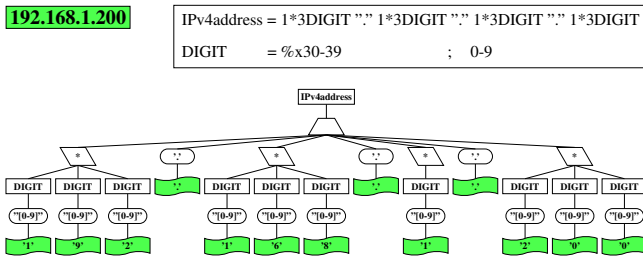 192.168.1.200
IPv4address = 1*3DIGIT "." 1*3DIGIT "." 1*3DIGIT "." 1*3DIGIT
DIGIT = %x30-39 ; 0-9
IPv4address
* '.' * '.' * '.' *
DIGIT DIGIT DIGIT '.' DIGIT DIGIT DIGIT '.' DIGIT '.' DIGIT DIGIT DIGIT
"[0-9]" "[0-9]" "[0-9]" "[0-9]" "[0-9]" "[0-9]" "[0-9]" "[0-9]" "[0-9]" "[0-9]"
'1' '9' '2' '1' '6' '8' '1' '2' '0' '0'